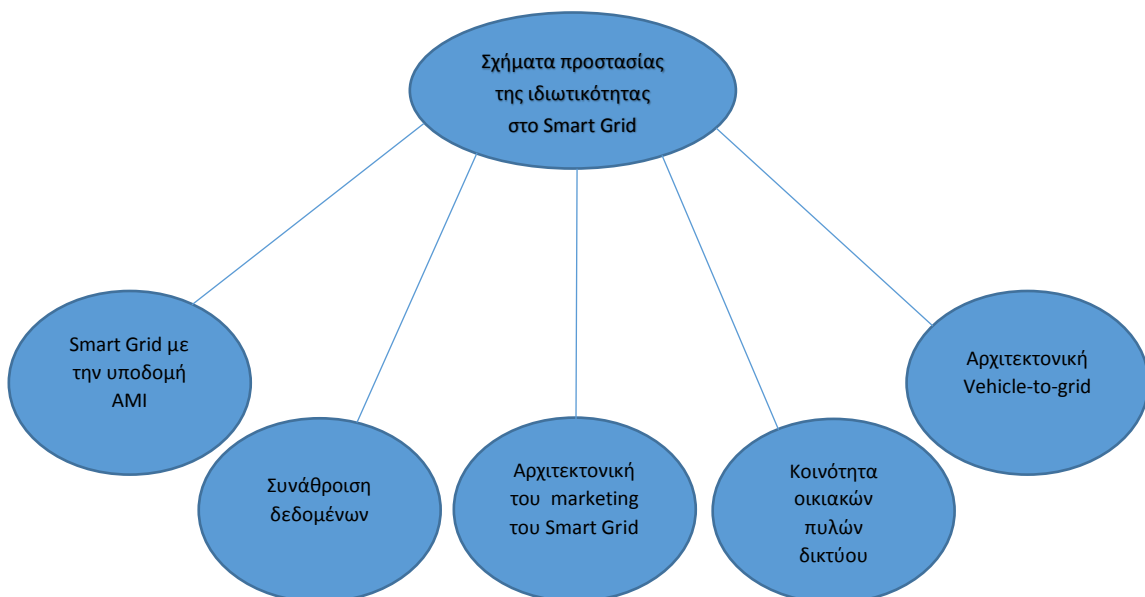 Σχήματα προστασίας
της ιδιωτικότητας
στο Smart Grid
Smart Grid με
την υποδομή
AMI
Συνάθροιση
δεδομένων
Αρχιτεκτονική
του marketing
του Smart Grid
Κοινότητα
οικιακών
πυλών
δικτύου
Αρχιτεκτονική
Vehicle-to-grid